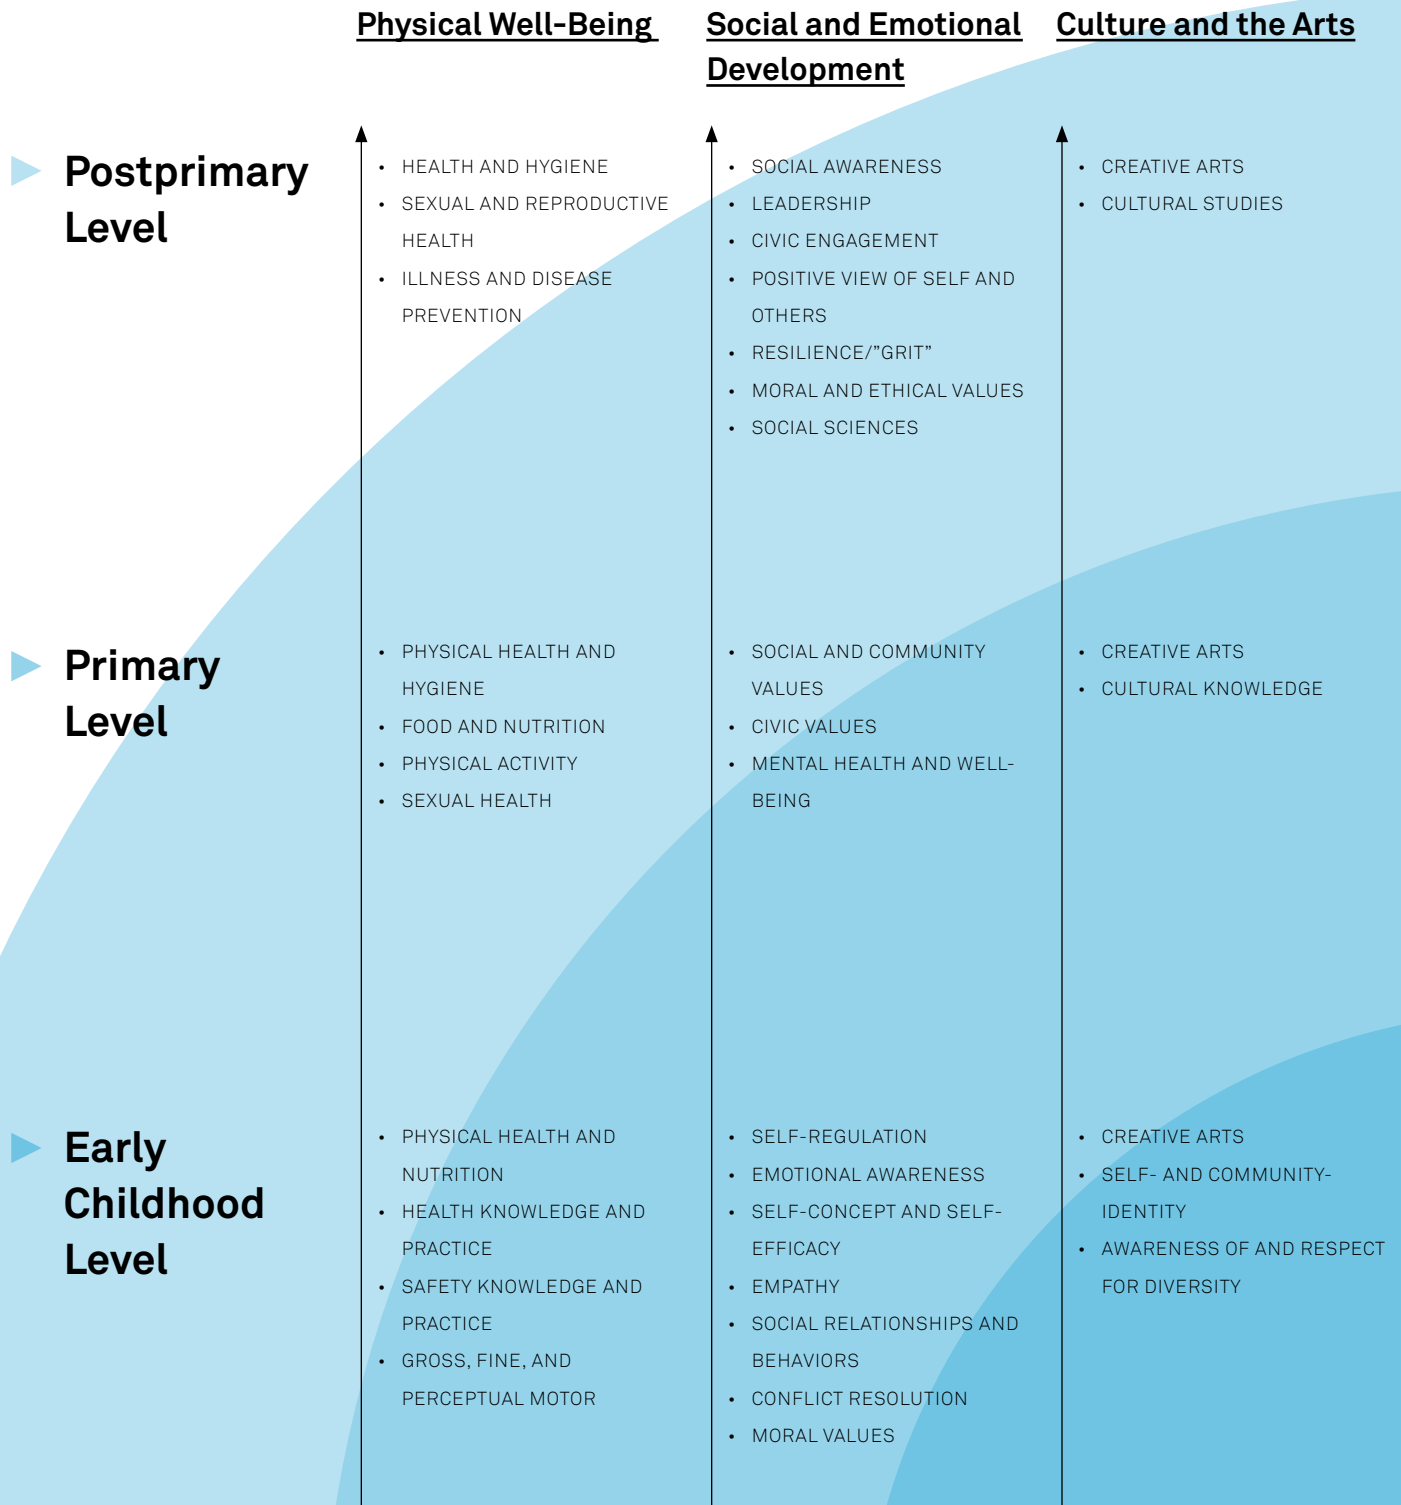 Physical Well-Being
Social and Emotional
Development
Culture and the Arts
Postprimary
Level
• HEALTH AND HYGIENE
• SEXUAL AND REPRODUCTIVE
HEALTH
• ILLNESS AND DISEASE
PREVENTION
• SOCIAL AWARENESS
• LEADERSHIP
• CIVIC ENGAGEMENT
• POSITIVE VIEW OF SELF AND
OTHERS
• RESILIENCE/”GRIT”
• MORAL AND ETHICAL VALUES
• SOCIAL SCIENCES
• CREATIVE ARTS
• CULTURAL STUDIES
Primary
Level
• PHYSICAL HEALTH AND
HYGIENE
• FOOD AND NUTRITION
• PHYSICAL ACTIVITY
• SEXUAL HEALTH
• SOCIAL AND COMMUNITY
VALUES
• CIVIC VALUES
• MENTAL HEALTH AND WELL-
BEING
• CREATIVE ARTS
• CULTURAL KNOWLEDGE
Early
Childhood
Level
• PHYSICAL HEALTH AND
NUTRITION
• HEALTH KNOWLEDGE AND
PRACTICE
• SAFETY KNOWLEDGE AND
PRACTICE
• GROSS, FINE, AND
PERCEPTUAL MOTOR
• SELF-REGULATION
• EMOTIONAL AWARENESS
• SELF-CONCEPT AND SELF-
EFFICACY
• EMPATHY
• SOCIAL RELATIONSHIPS AND
BEHAVIORS
• CONFLICT RESOLUTION
• MORAL VALUES
• CREATIVE ARTS
• SELF- AND COMMUNITY-
IDENTITY
• AWARENESS OF AND RESPECT
FOR DIVERSITY